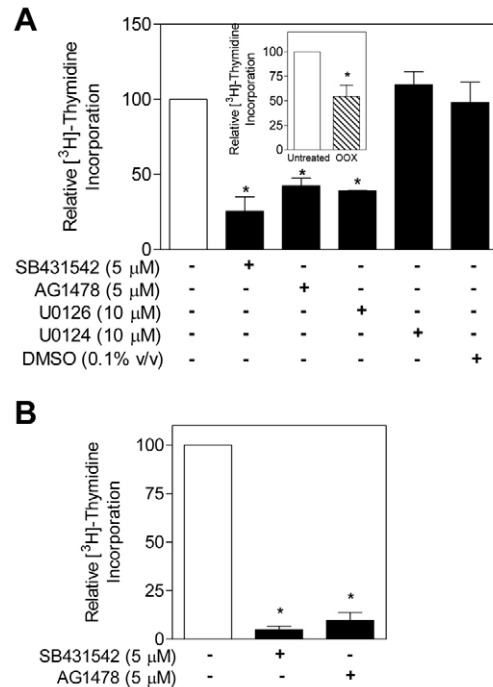 A
Relative [³H]-Thymidine
Incorporation
150
100
50
0
Relative [³H]-Thymidine
Incorporation
100
75
50
25
0
*
Untreated OOX
* * *
SB431542 (5 μM) - + - - - -
AG1478 (5 μM) - - + - - -
U0126 (10 μM) - - - + - -
U0124 (10 μM) - - - - + -
DMSO (0.1% v/v) - - - - - +
B
Relative [³H]-Thymidine
Incorporation
100
75
50
25
0
* *
SB431542 (5 μM) - + -
AG1478 (5 μM) - - +